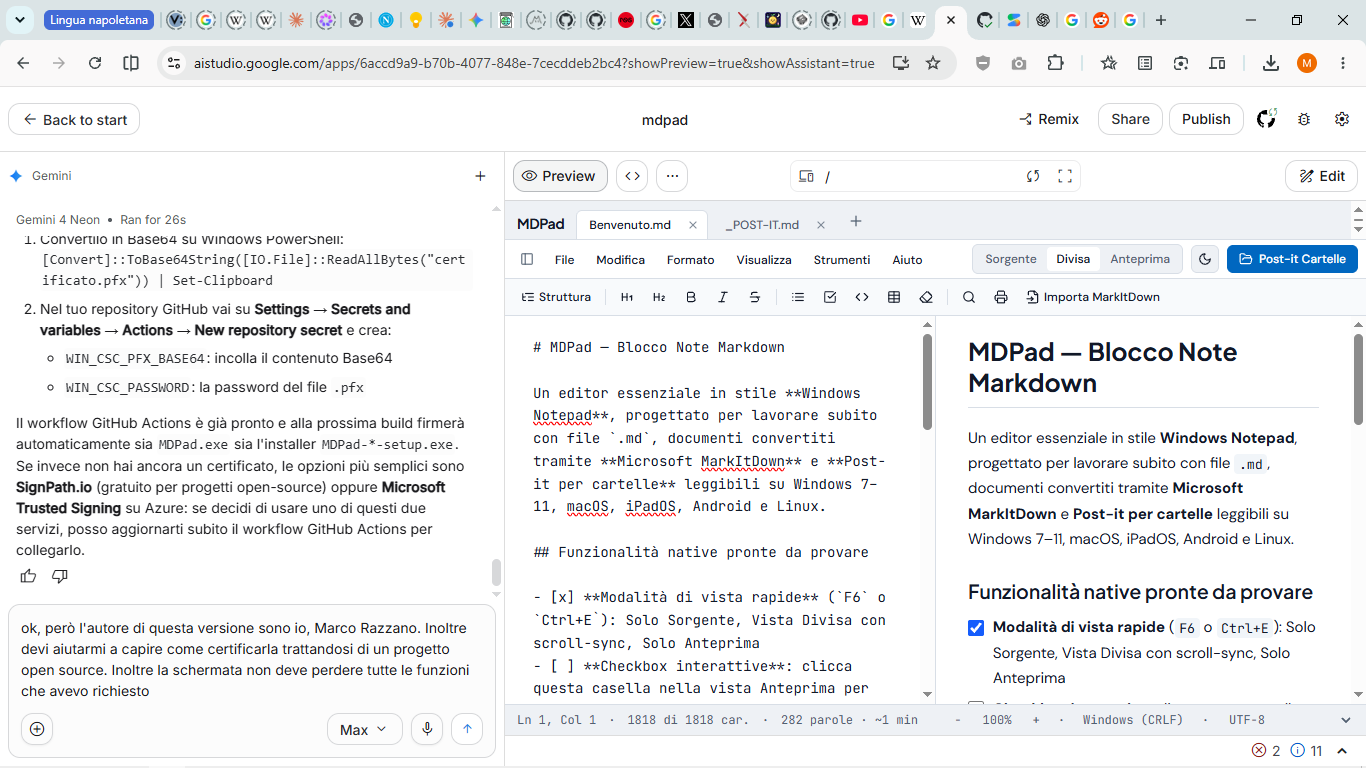 Lingua napoletana
aistudio.google.com/apps/6accd9a9-b70b-4077-848e-7cecddeb2bc4?showPreview=true&showAssistant=true
M
Back to start
mdpad
Remix
Share
Publish
Gemini
Gemini 4 Neon • Ran for 26s
1. Convertilo in Base64 su Windows PowerShell:
[Convert]::ToBase64String([IO.File]::ReadAllBytes("cert
ificato.pfx")) | Set-Clipboard
2. Nel tuo repository GitHub vai su Settings → Secrets and
variables → Actions → New repository secret e crea:
WIN_CSC_PFX_BASE64: incolla il contenuto Base64
WIN_CSC_PASSWORD: la password del file .pfx
Il workflow GitHub Actions è già pronto e alla prossima build firmerà
automaticamente sia MDPad.exe sia l'installer MDPad-*-setup.exe.
Se invece non hai ancora un certificato, le opzioni più semplici sono
SignPath.io (gratuito per progetti open-source) oppure Microsoft
Trusted Signing su Azure: se decidi di usare uno di questi due
servizi, posso aggiornarti subito il workflow GitHub Actions per
collegarlo.
ok, però l'autore di questa versione sono io, Marco Razzano. Inoltre
devi aiutarmi a capire come certificarla trattandosi di un progetto
open source. Inoltre la schermata non deve perdere tutte le funzioni
che avevo richiesto
Max
Preview
/
Edit
MDPad
Benvenuto.md
_POST-IT.md
File
Modifica
Formato
Visualizza
Strumenti
Aiuto
Sorgente
Divisa
Anteprima
Post-it Cartelle
Struttura
H1
H2
B
I
S
Importa MarkItDown
# MDPad — Blocco Note Markdown
Un editor essenziale in stile **Windows
Notepad**, progettato per lavorare subito
con file `.md`, documenti convertiti
tramite **Microsoft MarkItDown** e **Post-
it per cartelle** leggibili su Windows 7–
11, macOS, iPadOS, Android e Linux.
## Funzionalità native pronte da provare
- [x] **Modalità di vista rapide** (`F6` o
`Ctrl+E`): Solo Sorgente, Vista Divisa con
scroll-sync, Solo Anteprima
- [ ] **Checkbox interattive**: clicca
questa casella nella vista Anteprima per
MDPad — Blocco Note
Markdown
Un editor essenziale in stile Windows Notepad,
progettato per lavorare subito con file .md,
documenti convertiti tramite Microsoft
MarkItDown e Post-it per cartelle leggibili su
Windows 7–11, macOS, iPadOS, Android e Linux.
Funzionalità native pronte da provare
Modalità di vista rapide ( F6 o Ctrl+E ): Solo
Sorgente, Vista Divisa con scroll-sync, Solo
Anteprima
Ln 1, Col 1 · 1818 di 1818 car. · 282 parole · ~1 min
- 100% + · Windows (CRLF) · UTF-8
2
11